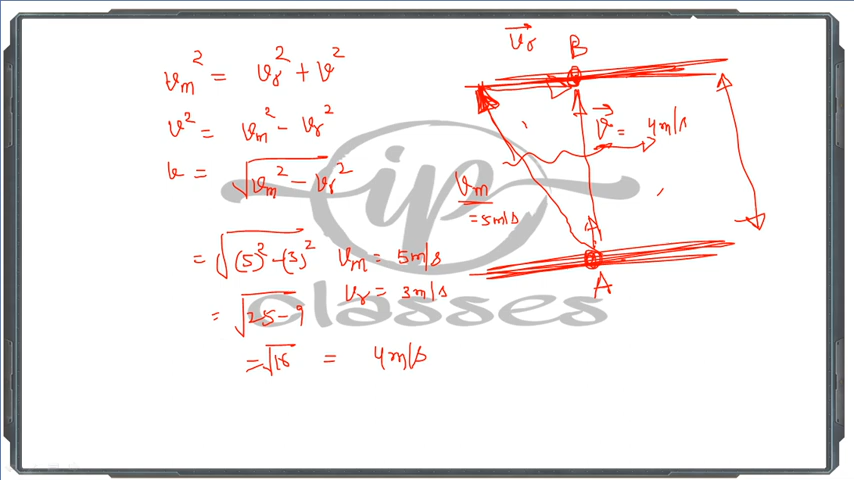 vm² = vr² + v²
v² = vm² - vr²
v = √vm² - vr²
= √(5)² - (3)² vm = 5m/s
vr = 3m/s
= √25-9
= √16 = 4m/s
vr
B
v = 4m/s
vm
= 5m/s
A
ip
classes